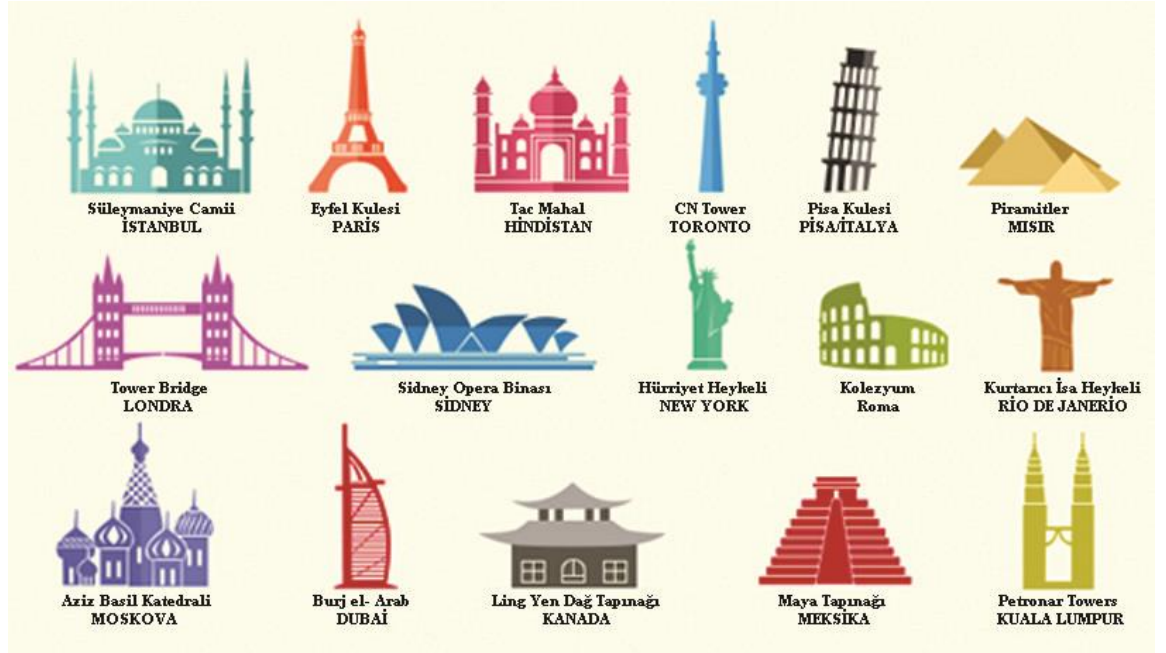 Süleymaniye Camii
İSTANBUL
Eyfel Kulesi
PARİS
Tac Mahal
HİNDİSTAN
CN Tower
TORONTO
Pisa Kulesi
PİSA/İTALYA
Piramitler
MISIR
Tower Bridge
LONDRA
Sidney Opera Binası
SİDNEY
Hürriyet Heykeli
NEW YORK
Kolezyum
Roma
Kurtarıcı İsa Heykeli
RİO DE JANERİO
Aziz Basil Katedrali
MOSKOVA
Burj el- Arab
DUBAİ
Ling Yen Dağ Tapınağı
KANADA
Maya Tapınağı
MEKSİKA
Petronar Towers
KUALA LUMPUR